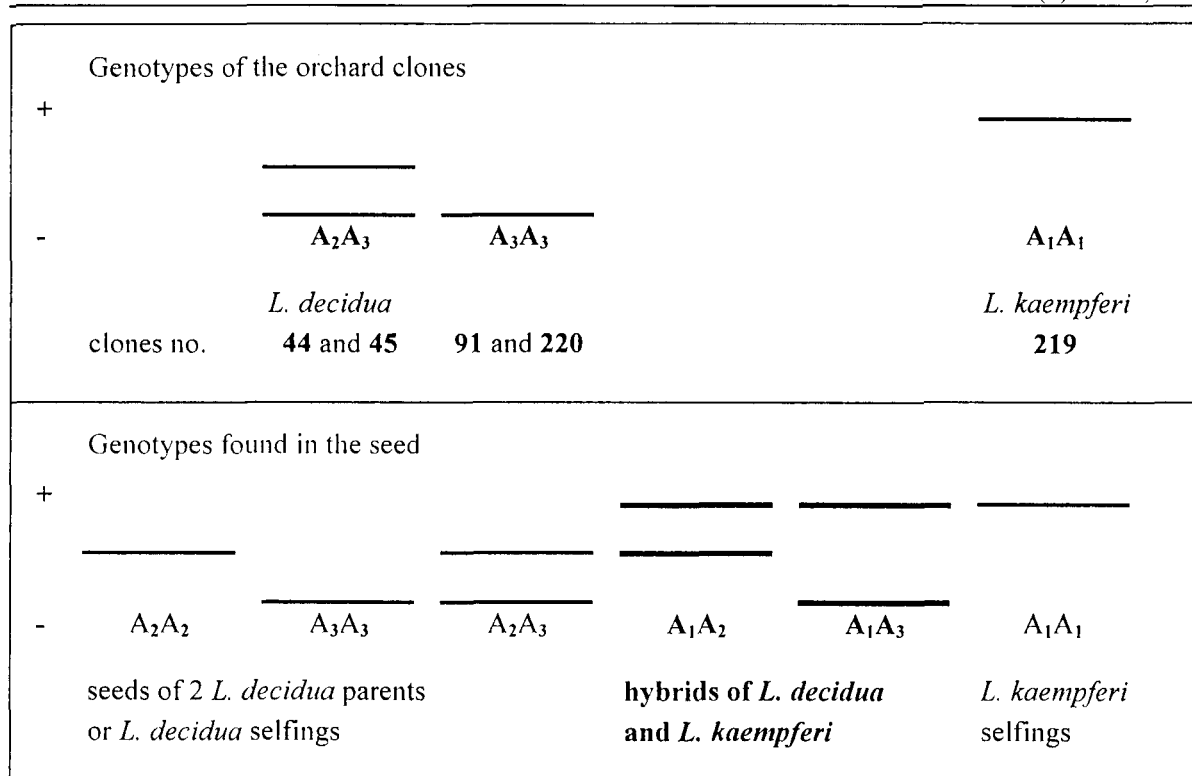 Genotypes of the orchard clones
+
-
A₂A₃ A₃A₃ A₁A₁
L. decidua L. kaempferi
clones no. 44 and 45 91 and 220 219
Genotypes found in the seed
+
- A₂A₂ A₃A₃ A₂A₃ A₁A₂ A₁A₃ A₁A₁
seeds of 2 L. decidua parents hybrids of L. decidua L. kaempferi
or L. decidua selfings and L. kaempferi selfings